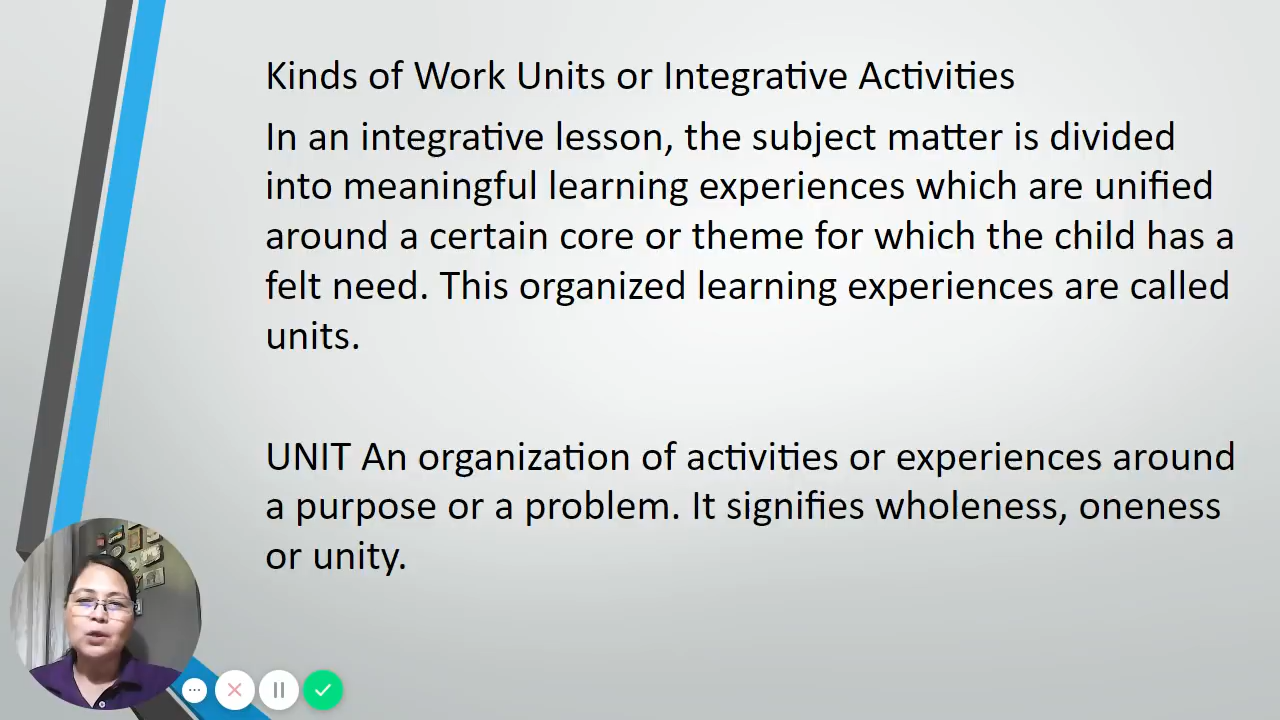 Kinds of Work Units or Integrative Activities
In an integrative lesson, the subject matter is divided
into meaningful learning experiences which are unified
around a certain core or theme for which the child has a
felt need. This organized learning experiences are called
units.
UNIT An organization of activities or experiences around
a purpose or a problem. It signifies wholeness, oneness
or unity.